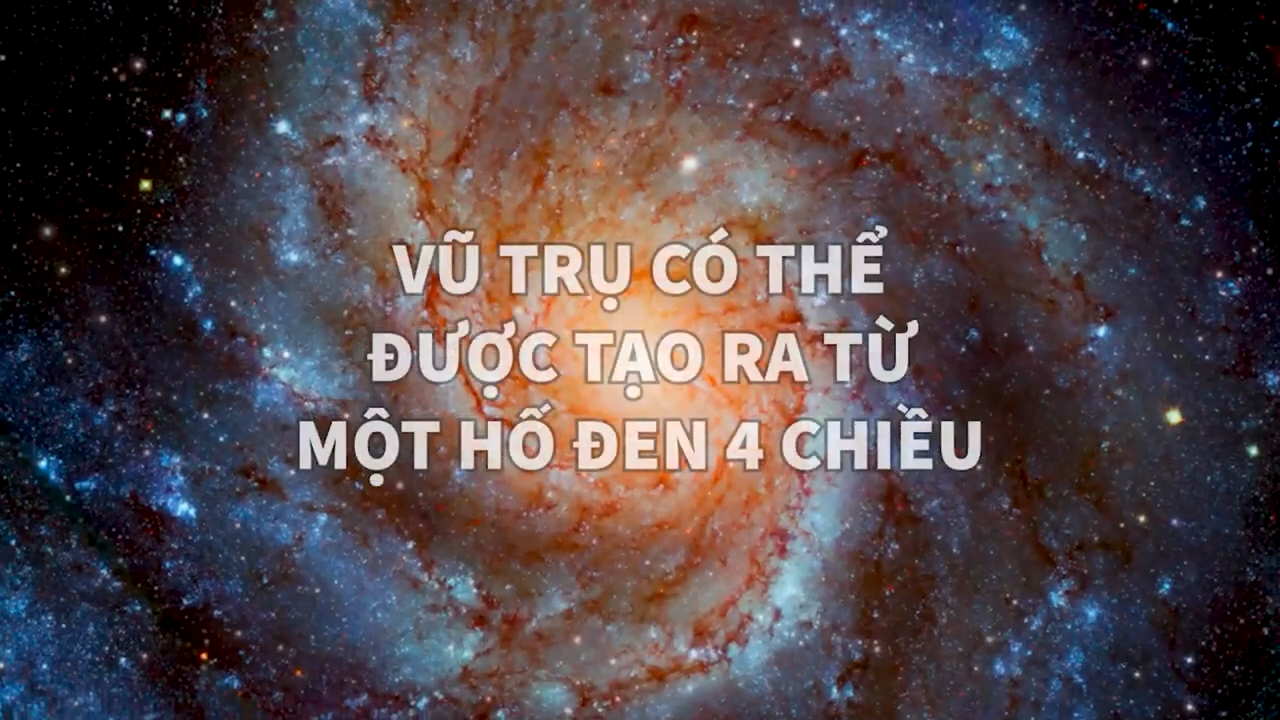 VŨ TRỤ CÓ THỂ
ĐƯỢC TẠO RA TỪ
MỘT HỐ ĐEN 4 CHIỀU